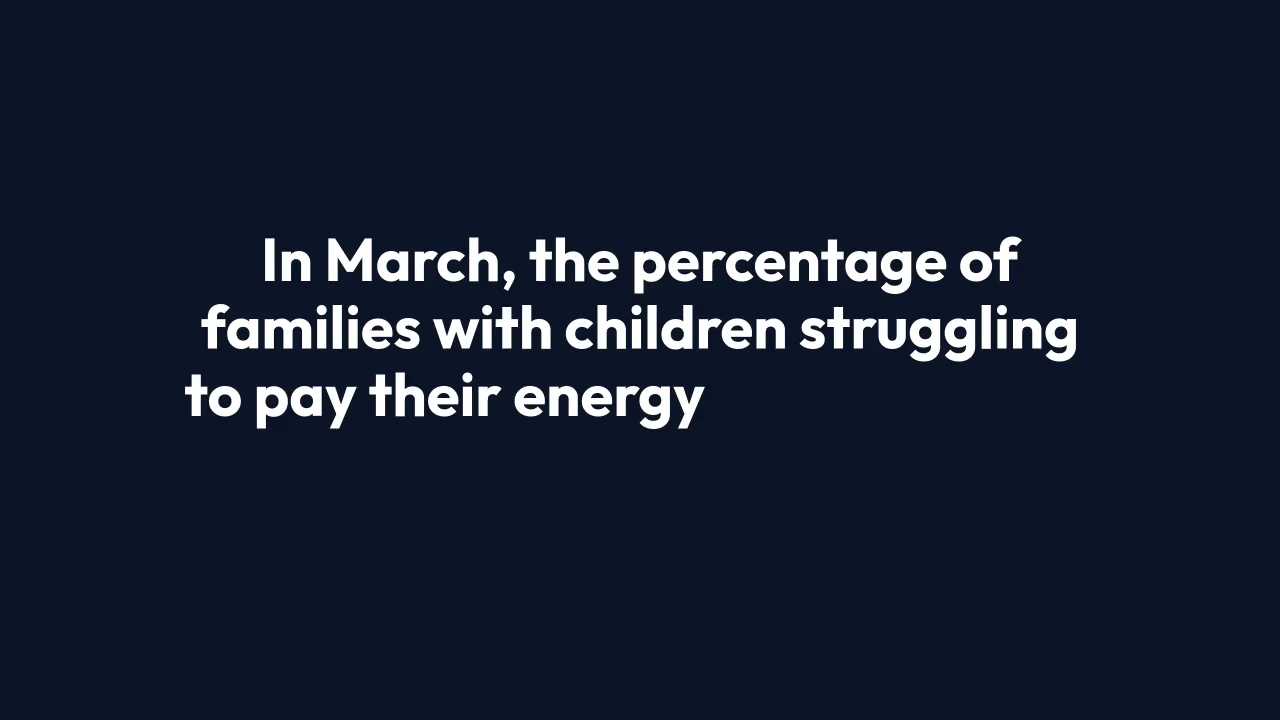 In March, the percentage of
families with children struggling
to pay their energy